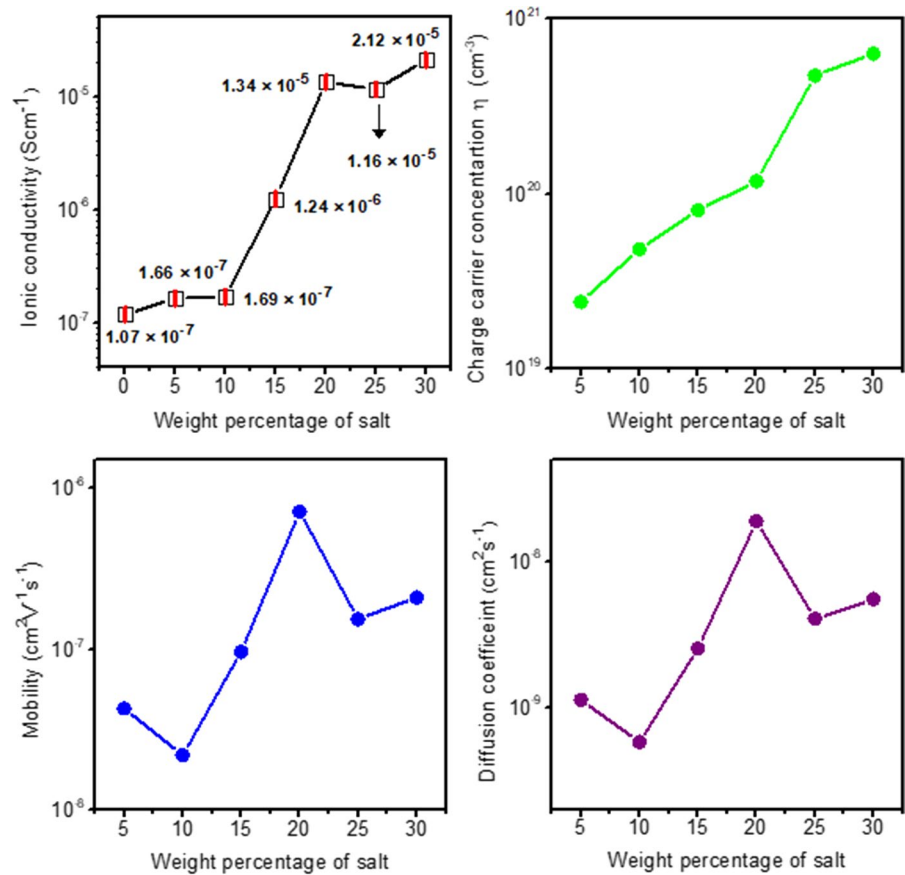 Ionic conductivity (Scm⁻¹)
10⁻⁵
10⁻⁶
10⁻⁷
2.12 × 10⁻⁵
1.34 × 10⁻⁵
1.16 × 10⁻⁵
1.24 × 10⁻⁶
1.66 × 10⁻⁷
1.69 × 10⁻⁷
1.07 × 10⁻⁷
0 5 10 15 20 25 30
Weight percentage of salt
Charge carrier concentartion η (cm⁻³)
10²¹
10²⁰
10¹⁹
5 10 15 20 25 30
Weight percentage of salt
Mobility (cm²V⁻¹s⁻¹)
10⁻⁶
10⁻⁷
10⁻⁸
5 10 15 20 25 30
Weight percentage of salt
Diffusion coefficeint (cm²s⁻¹)
10⁻⁸
10⁻⁹
5 10 15 20 25 30
Weight percentage of salt